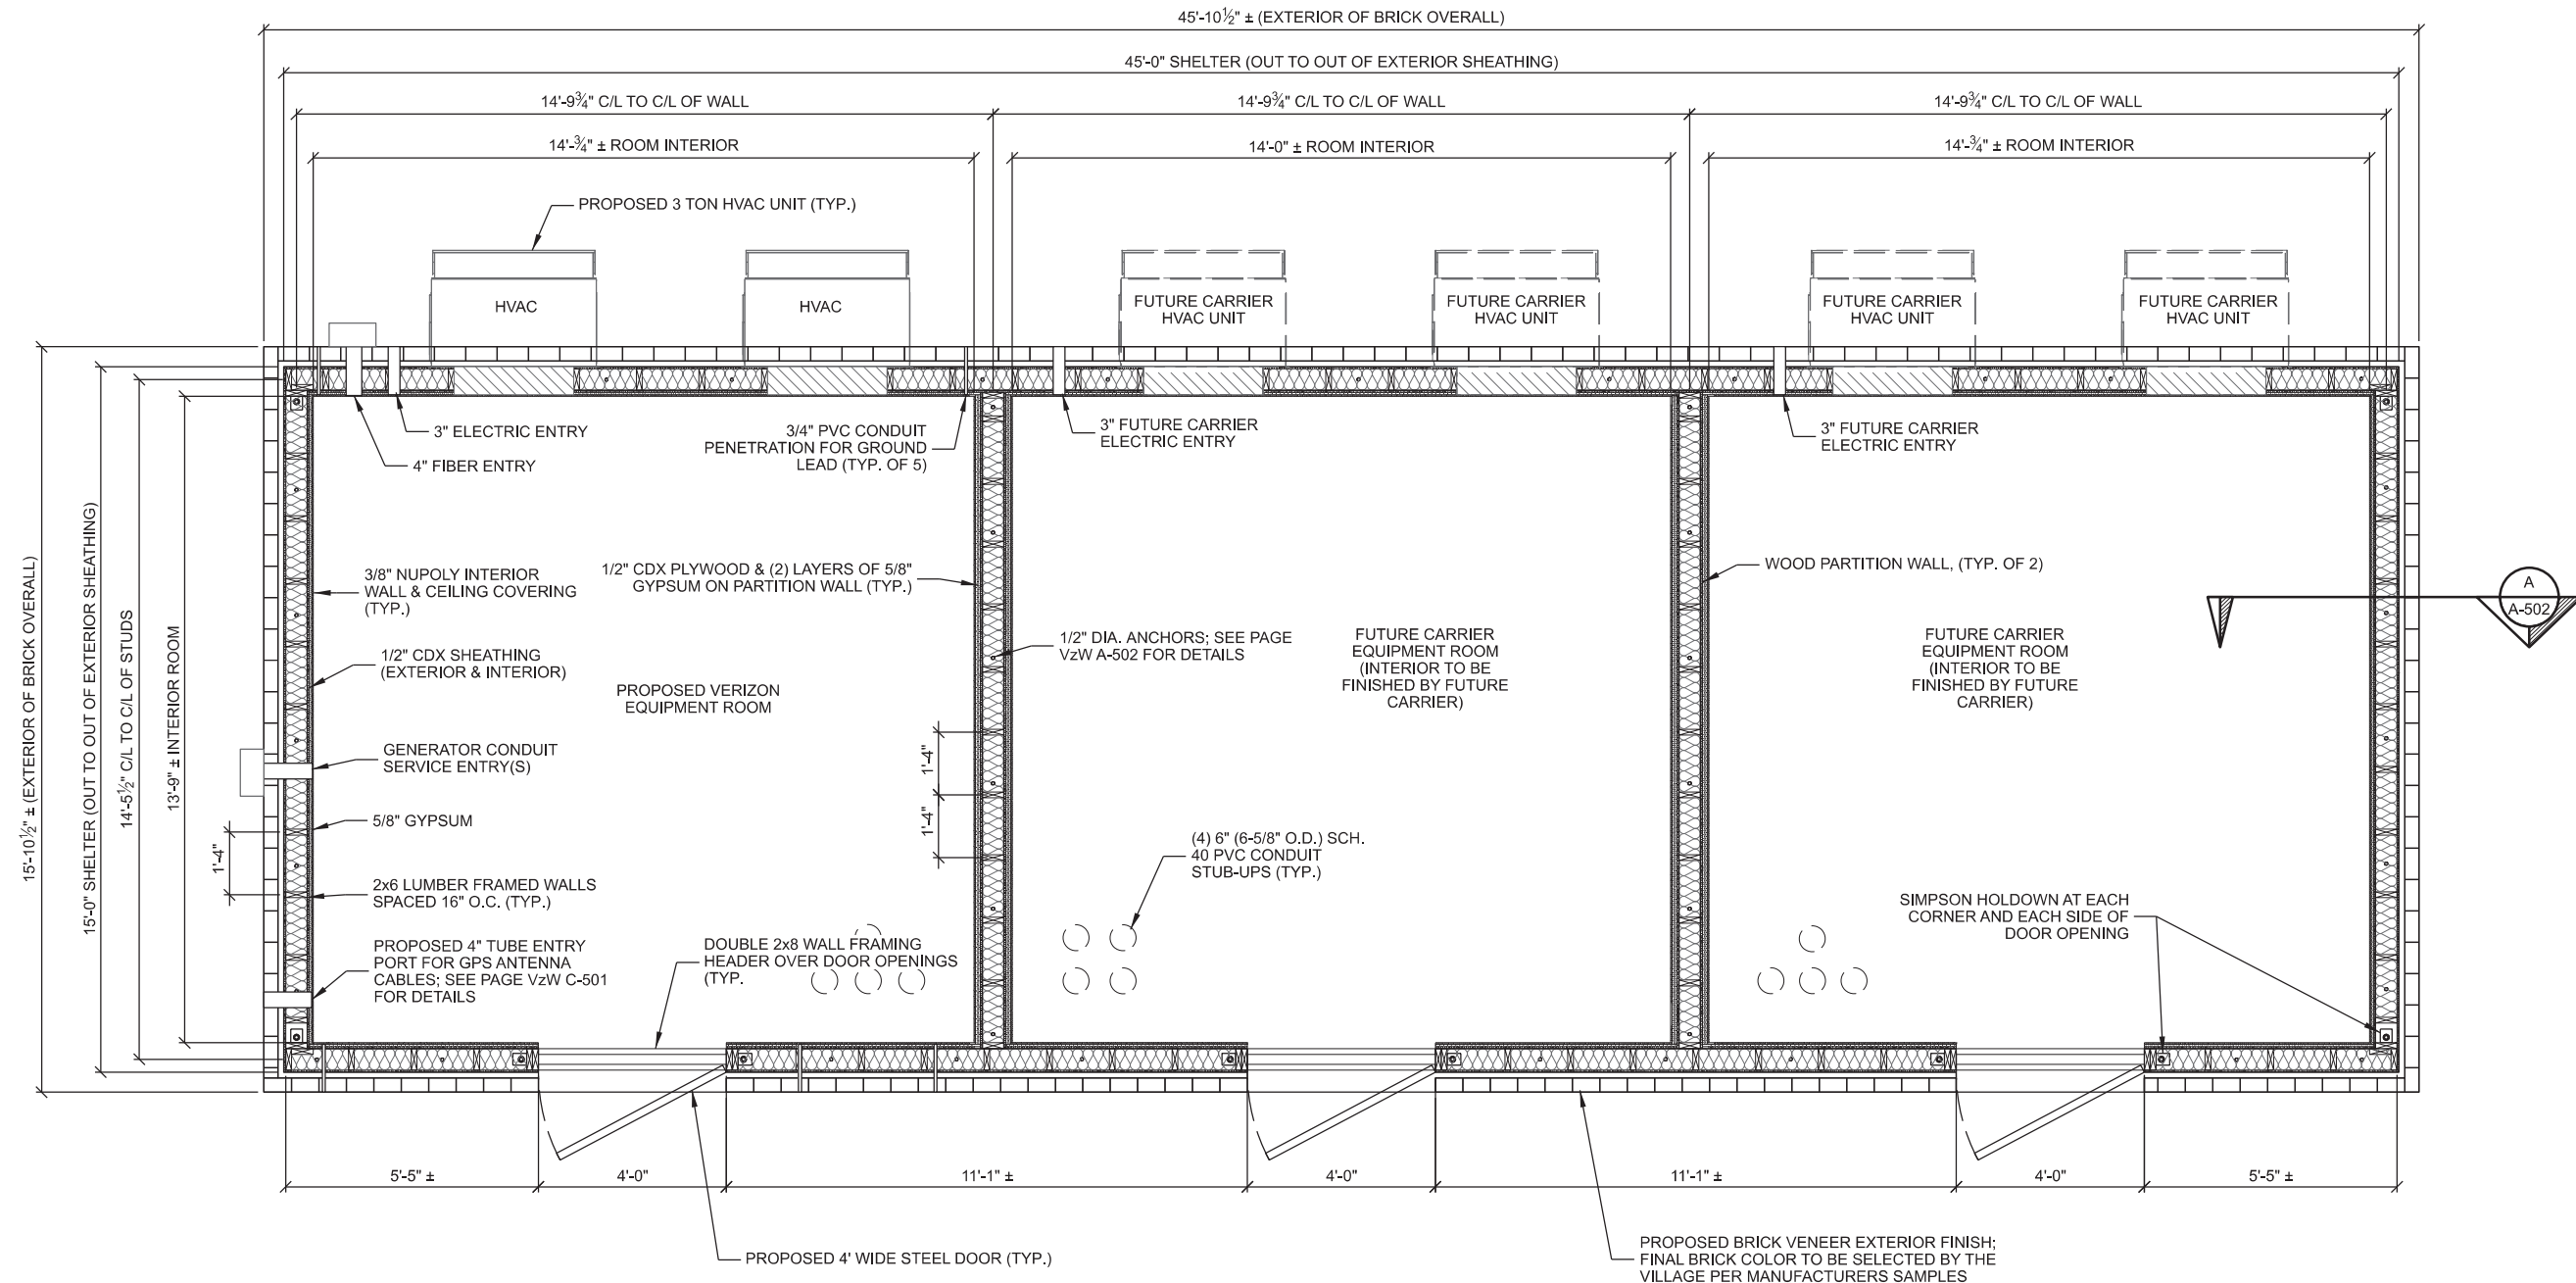 45'-10½" ± (EXTERIOR OF BRICK OVERALL)
45'-0" SHELTER (OUT TO OUT OF EXTERIOR SHEATHING)
14'-9¾" C/L TO C/L OF WALL
14'-9¾" C/L TO C/L OF WALL
14'-9¾" C/L TO C/L OF WALL
14'-¾" ± ROOM INTERIOR
14'-0" ± ROOM INTERIOR
14'-¾" ± ROOM INTERIOR
PROPOSED 3 TON HVAC UNIT (TYP.)
HVAC
HVAC
FUTURE CARRIER
HVAC UNIT
FUTURE CARRIER
HVAC UNIT
FUTURE CARRIER
HVAC UNIT
FUTURE CARRIER
HVAC UNIT
3" ELECTRIC ENTRY
4" FIBER ENTRY
3/4" PVC CONDUIT
PENETRATION FOR GROUND
LEAD (TYP. OF 5)
3" FUTURE CARRIER
ELECTRIC ENTRY
3" FUTURE CARRIER
ELECTRIC ENTRY
15'-10½" ± (EXTERIOR OF BRICK OVERALL)
15'-0" SHELTER (OUT TO OUT OF EXTERIOR SHEATHING)
14'-5½" C/L TO C/L OF STUDS
13'-9" ± INTERIOR ROOM
3/8" NUPOLY INTERIOR
WALL & CEILING COVERING
(TYP.)
1/2" CDX PLYWOOD & (2) LAYERS OF 5/8"
GYPSUM ON PARTITION WALL (TYP.)
WOOD PARTITION WALL, (TYP. OF 2)
A
A-502
1/2" CDX SHEATHING
(EXTERIOR & INTERIOR)
PROPOSED VERIZON
EQUIPMENT ROOM
1/2" DIA. ANCHORS; SEE PAGE
VzW A-502 FOR DETAILS
FUTURE CARRIER
EQUIPMENT ROOM
(INTERIOR TO BE
FINISHED BY FUTURE
CARRIER)
FUTURE CARRIER
EQUIPMENT ROOM
(INTERIOR TO BE
FINISHED BY FUTURE
CARRIER)
GENERATOR CONDUIT
SERVICE ENTRY(S)
1'-4"
1'-4"
5/8" GYPSUM
1'-4"
(4) 6" (6-5/8" O.D.) SCH.
40 PVC CONDUIT
STUB-UPS (TYP.)
2x6 LUMBER FRAMED WALLS
SPACED 16" O.C. (TYP.)
SIMPSON HOLDOWN AT EACH
CORNER AND EACH SIDE OF
DOOR OPENING
PROPOSED 4" TUBE ENTRY
PORT FOR GPS ANTENNA
CABLES; SEE PAGE VzW C-501
FOR DETAILS
DOUBLE 2x8 WALL FRAMING
HEADER OVER DOOR OPENINGS
(TYP.
5'-5" ±
4'-0"
11'-1" ±
4'-0"
11'-1" ±
4'-0"
5'-5" ±
PROPOSED 4' WIDE STEEL DOOR (TYP.)
PROPOSED BRICK VENEER EXTERIOR FINISH;
FINAL BRICK COLOR TO BE SELECTED BY THE
VILLAGE PER MANUFACTURERS SAMPLES